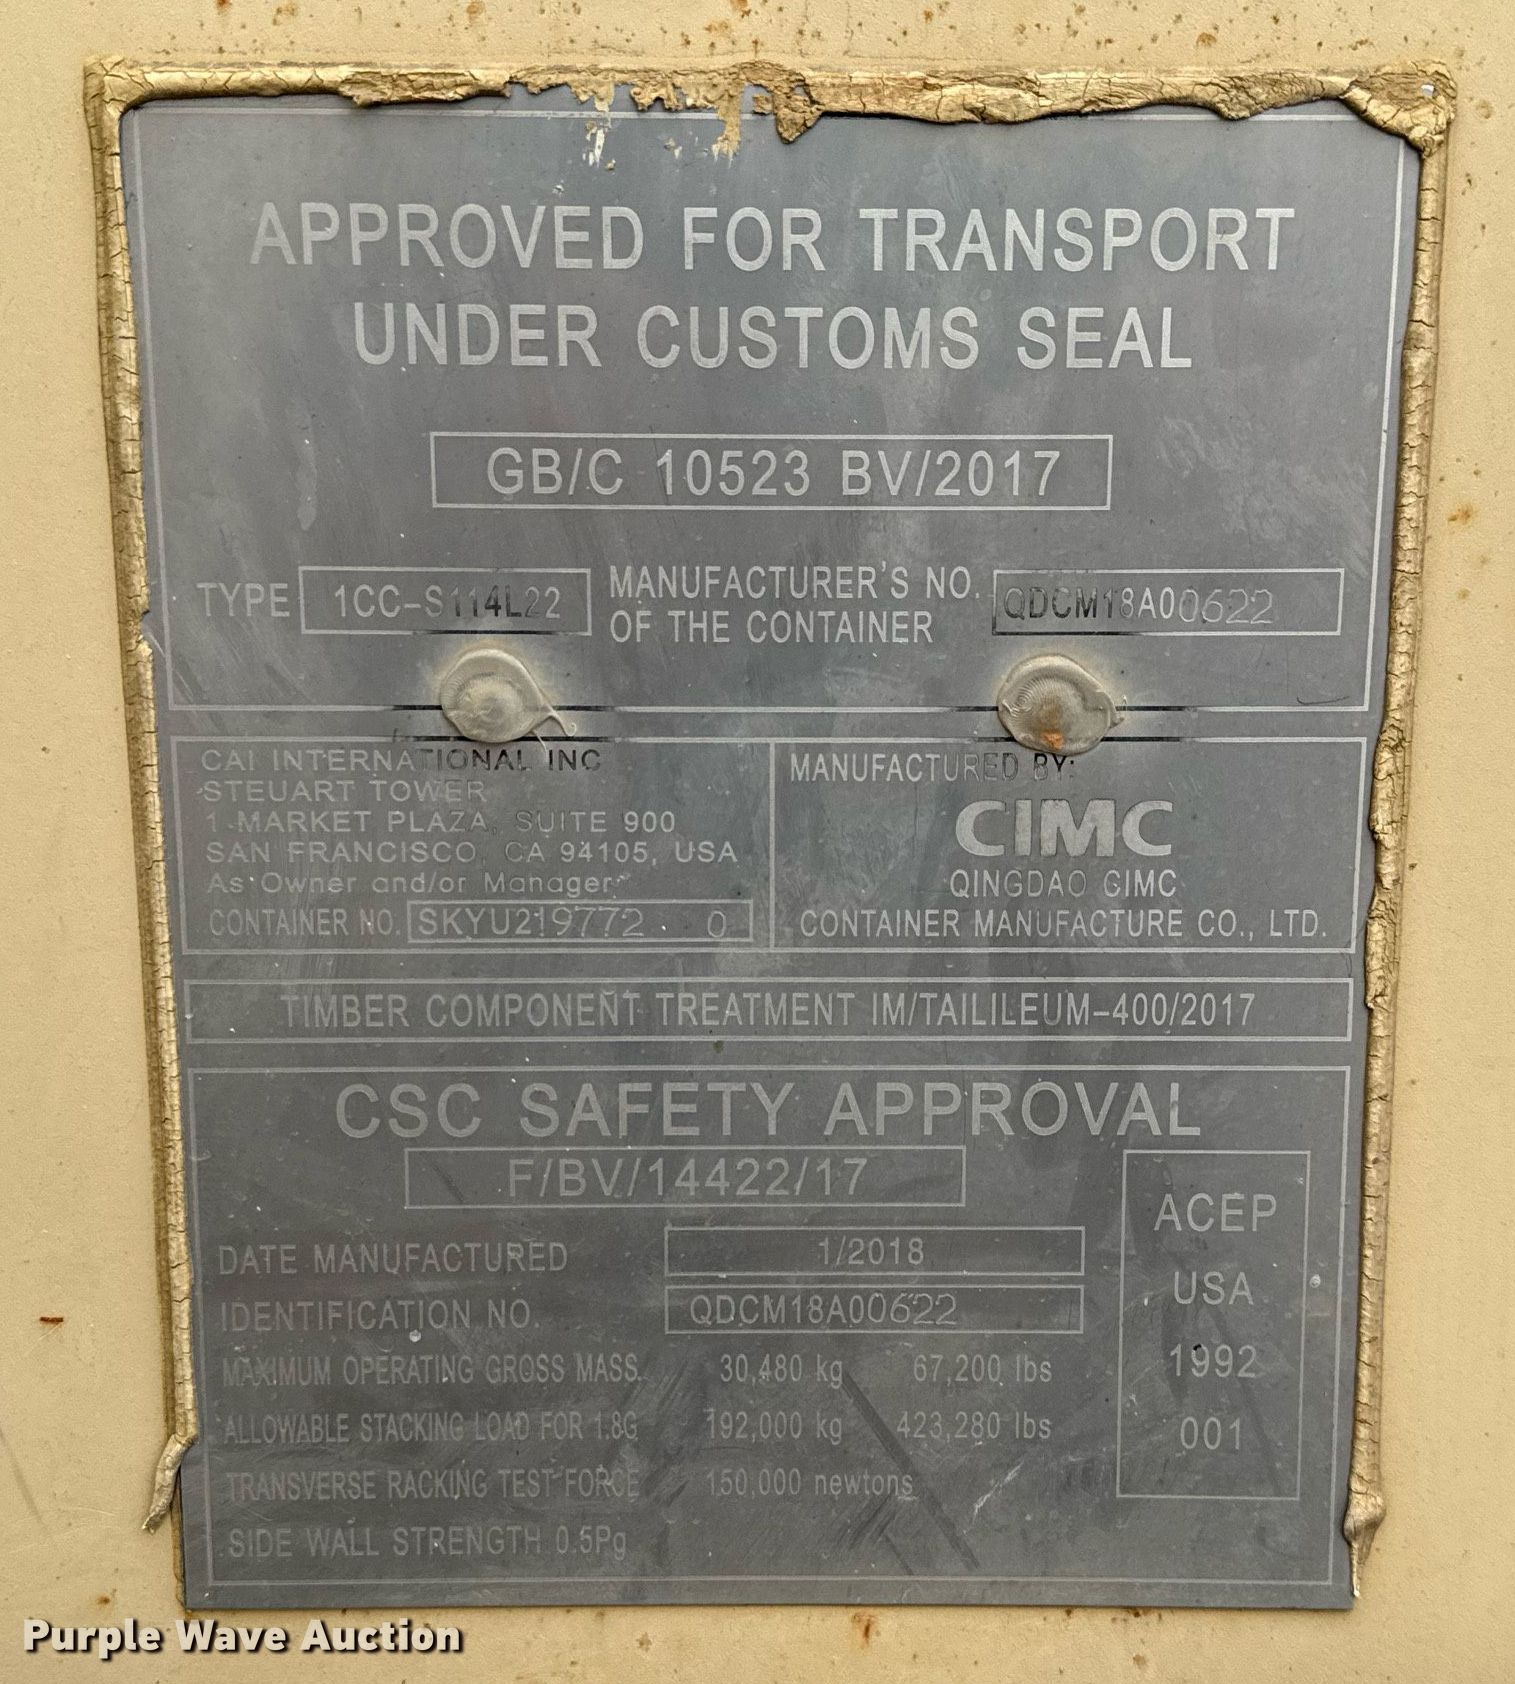 APPROVED FOR TRANSPORT
UNDER CUSTOMS SEAL
GB/C 10523 BV/2017
TYPE 1CC-S114L22 MANUFACTURER'S NO. OF THE CONTAINER QDCM18A00622
CAI INTERNATIONAL INC
STEUART TOWER
1 MARKET PLAZA, SUITE 900
SAN FRANCISCO, CA 94105, USA
As Owner and/or Manager
CONTAINER NO. SKYU219772 0
MANUFACTURED BY:
CIMC
QINGDAO CIMC
CONTAINER MANUFACTURE CO., LTD.
TIMBER COMPONENT TREATMENT IM/TAILILEUM-400/2017
CSC SAFETY APPROVAL
F/BV/14422/17
DATE MANUFACTURED 1/2018
IDENTIFICATION NO. QDCM18A00622
MAXIMUM OPERATING GROSS MASS 30,480 kg 67,200 lbs
ALLOWABLE STACKING LOAD FOR 1.8G 192,000 kg 423,280 lbs
TRANSVERSE RACKING TEST FORCE 150,000 newtons
SIDE WALL STRENGTH 0.5Pg
ACEP
USA
1992
001
Purple Wave Auction